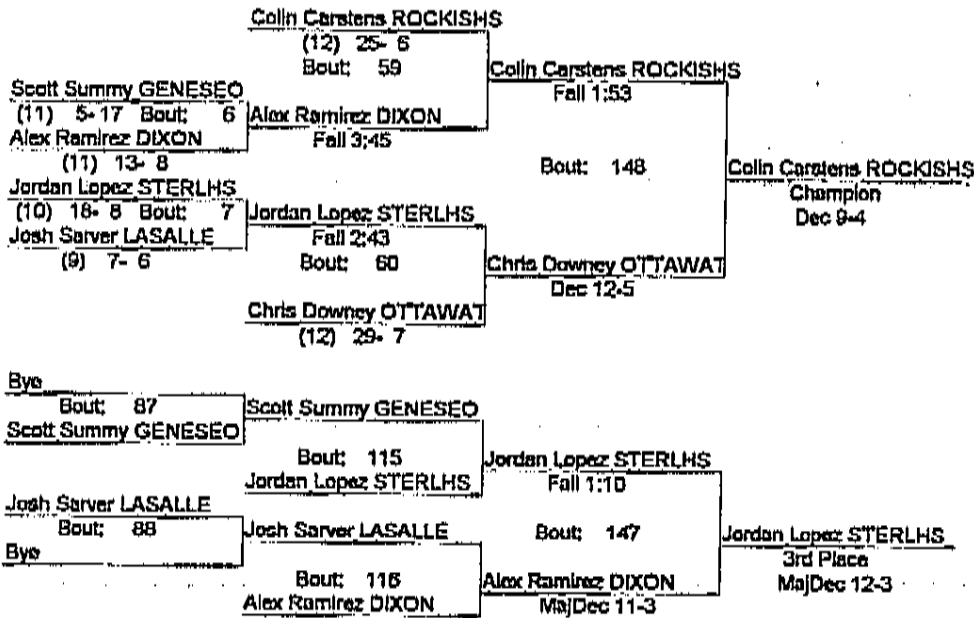 Colin Carstens ROCKISHS
(12) 25- 6
Bout: 59
Colin Carstens ROCKISHS
Fall 1:53
Scott Summy GENESEO
(11) 5- 17 Bout: 6
Alex Ramirez DIXON
Alex Ramirez DIXON
Fall 3:45
(11) 13- 8
Bout: 148
Colin Carstens ROCKISHS
Champion
Dec 9-4
Jordan Lopez STERLHS
(10) 18- 8 Bout: 7
Jordan Lopez STERLHS
Josh Sarver LASALLE
Fall 2:43
(9) 7- 6
Bout: 60
Chris Downey OTTAWAT
Dec 12-5
Chris Downey OTTAWAT
(12) 29- 7
Bye
Bout: 87
Scott Summy GENESEO
Scott Summy GENESEO
Bout: 115
Jordan Lopez STERLHS
Jordan Lopez STERLHS
Fall 1:10
Josh Sarver LASALLE
Bout: 88
Josh Sarver LASALLE
Bout: 147
Jordan Lopez STERLHS
3rd Place
MajDec 12-3
Bye
Bout: 116
Alex Ramirez DIXON
Alex Ramirez DIXON
MajDec 11-3